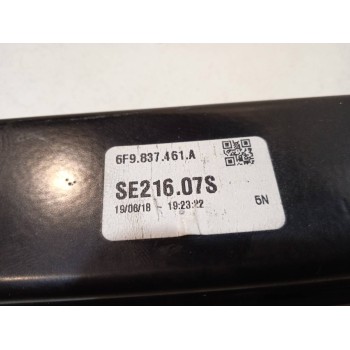 6F9.837.461.A
SE216.07S
19/06/18 - 19:23:22
5N